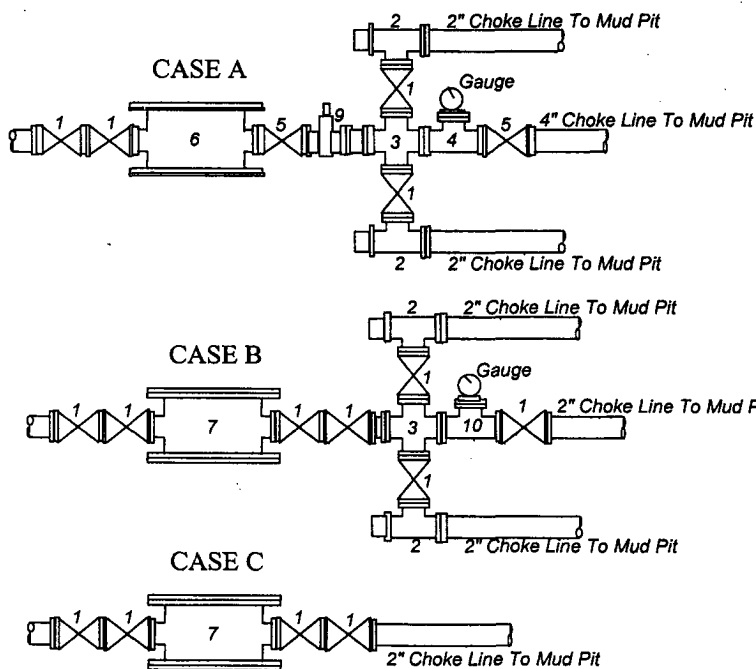 2 2" Choke Line To Mud Pit
CASE A
Gauge
1
1 1 6 5 9 3 4 5 4" Choke Line To Mud Pit
1
2 2" Choke Line To Mud Pit
2 2" Choke Line To Mud Pit
CASE B
Gauge
1
1 1 7 1 1 3 10 1 2" Choke Line To Mud P
1
2 2" Choke Line To Mud Pit
CASE C
1 1 7 1 1
2" Choke Line To Mud Pit